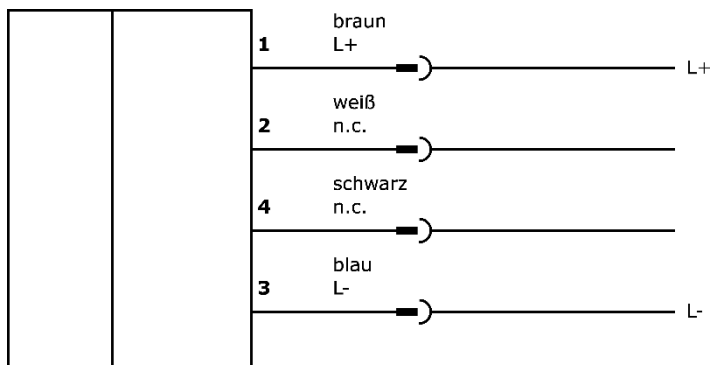 braun
1 L+
L+
weiß
2 n.c.
schwarz
4 n.c.
blau
3 L-
L-